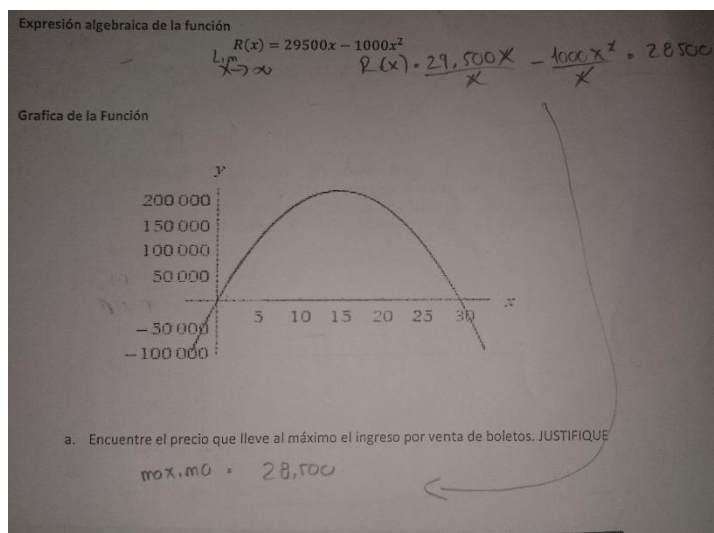 Expresión algebraica de la función
R(x) = 29500x − 1000x²
Lim x→∞ R(x) = 29,500x/x − 1000x²/x = 28500
Grafica de la Función
y
200 000
150 000
100 000
50 000
x
5 10 15 20 25 30
− 50 000
− 100 000
a. Encuentre el precio que lleve al máximo el ingreso por venta de boletos. JUSTIFIQUE
maximo = 28,500